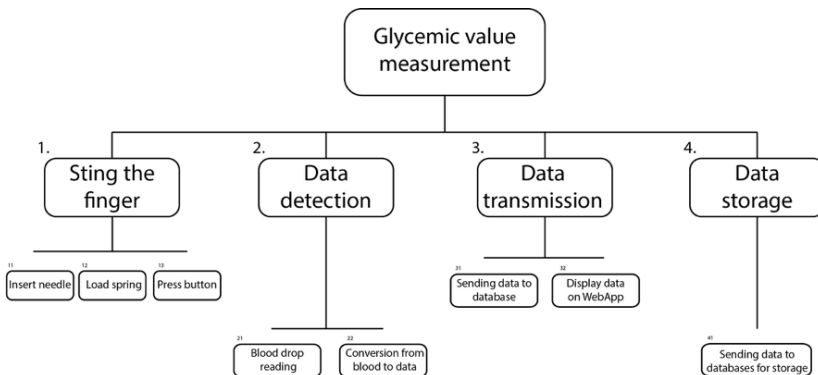 Glycemic value
measurement
1.
Sting the
finger
2.
Data
detection
3.
Data
transmission
4.
Data
storage
11
Insert needle
12
Load spring
13
Press button
31
Sending data to
database
32
Display data
on WebApp
21
Blood drop
reading
22
Conversion from
blood to data
41
Sending data to
databases for storage